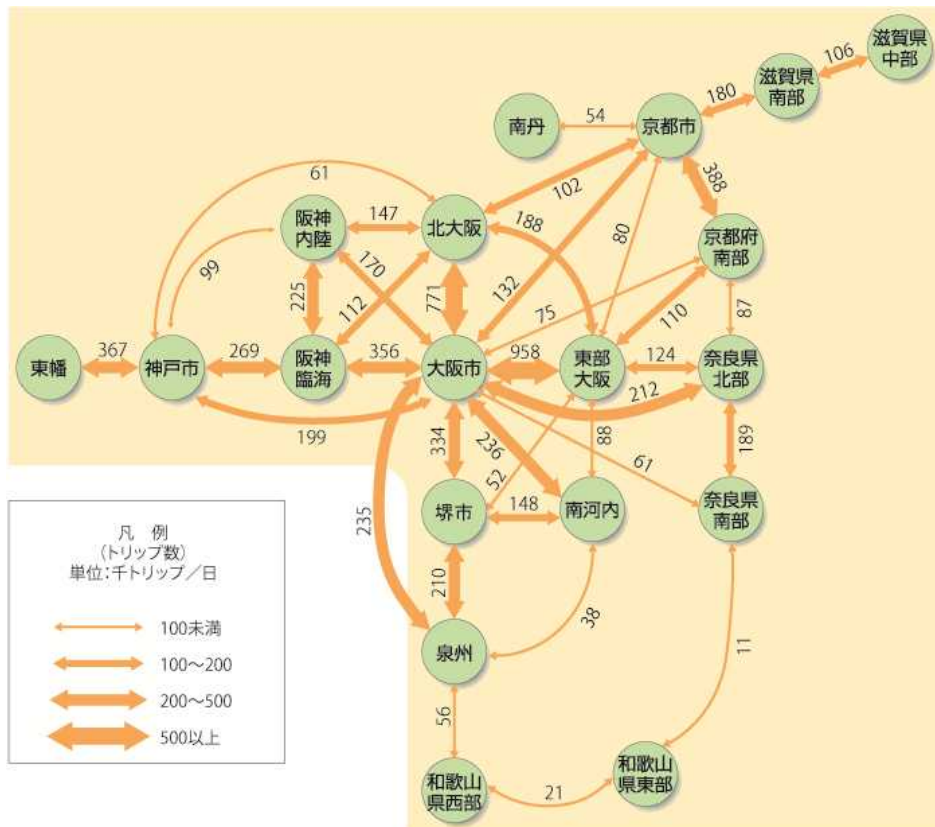 滋賀県
中部
106
滋賀県
南部
180
京都市
54
南丹
388
61
102
188
80
阪神
内陸
147
北大阪
京都府
南部
99
170
132
225
112
771
75
110
87
東幡
367
神戸市
269
阪神
臨海
356
大阪市
958
東部
大阪
124
奈良県
北部
212
199
334
236
52
88
61
189
235
堺市
148
南河内
奈良県
南部
210
38
泉州
11
56
和歌山
県西部
21
和歌山
県東部
凡 例
(トリップ数)
単位:千トリップ/日
100未満
100～200
200～500
500以上